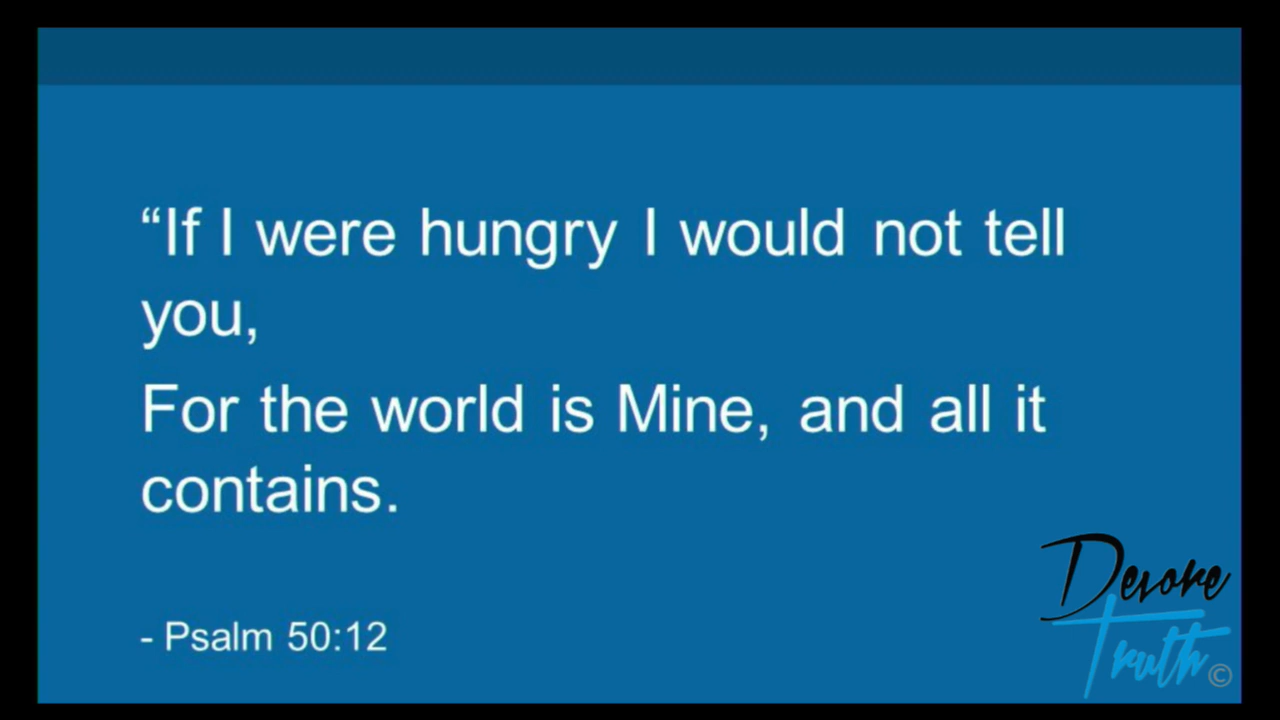 “If I were hungry I would not tell
you,
For the world is Mine, and all it
contains.
- Psalm 50:12
Devore
Truth©